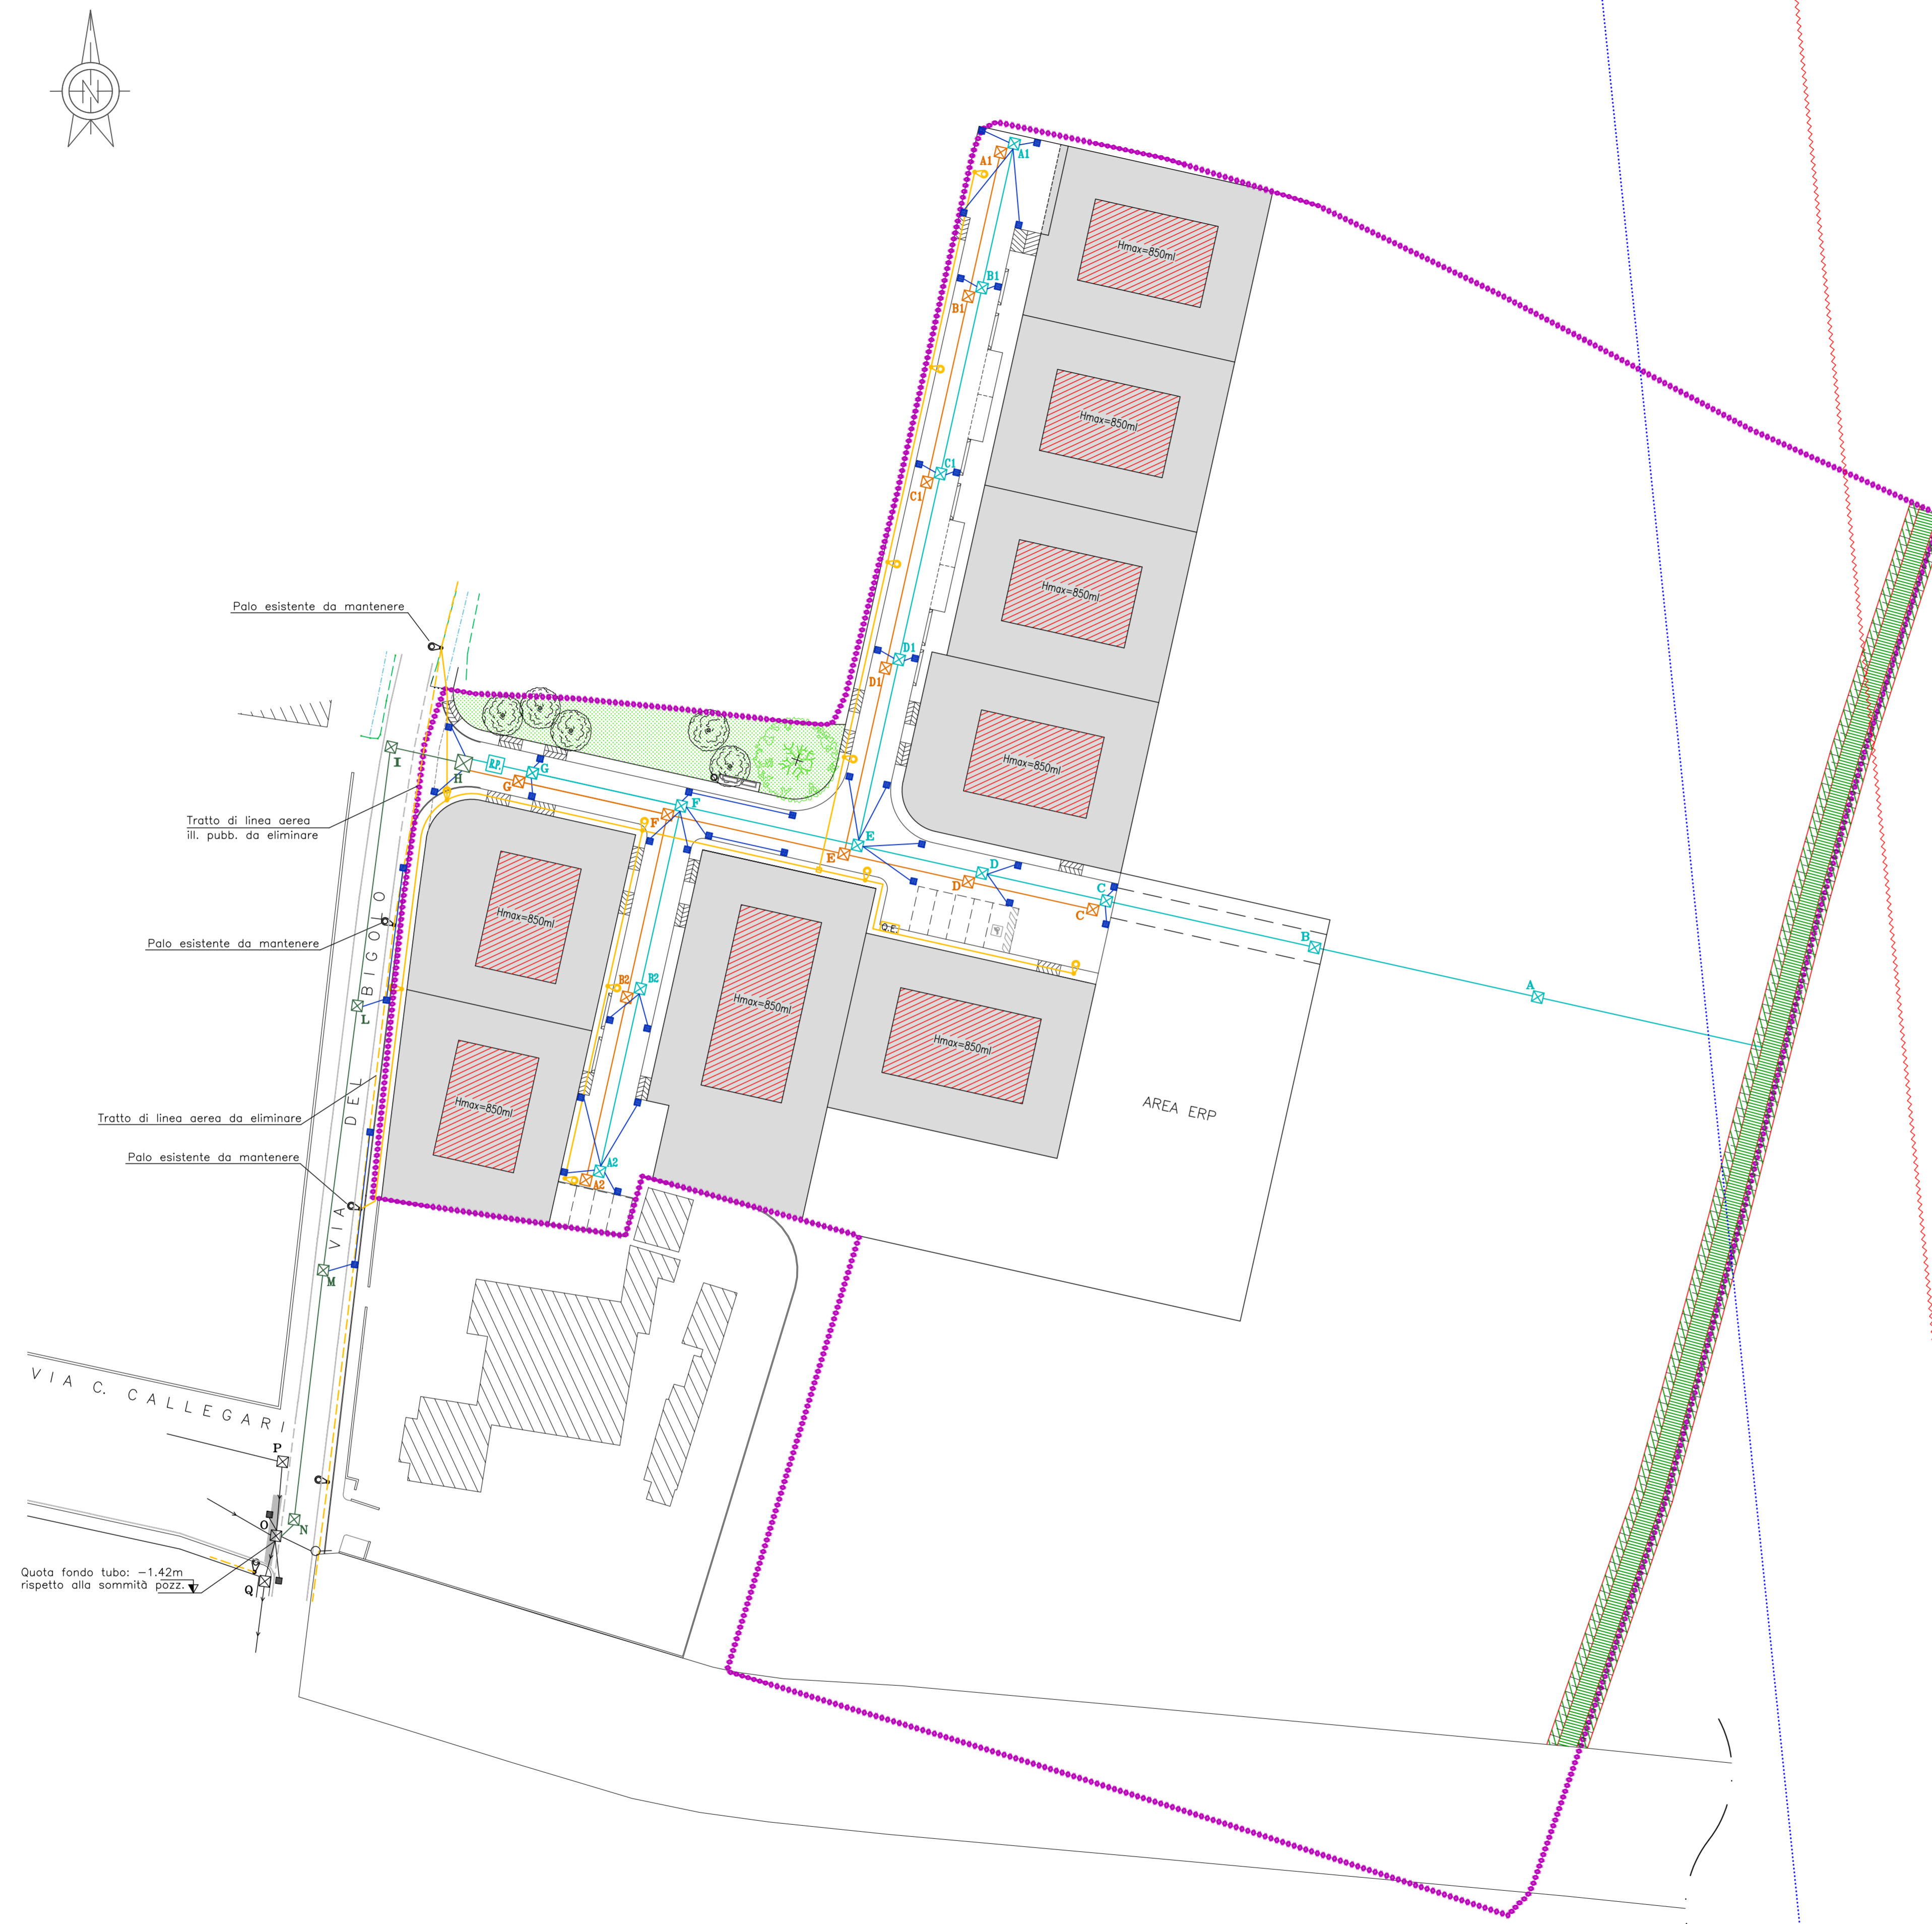 N
A1
A1
Hmax=850ml
B1
B1
Hmax=850ml
C1
C1
Hmax=850ml
Palo esistente da mantenere
D1
D1
Hmax=850ml
I
H
R.P.
G
G
F
F
Tratto di linea aerea
ill. pubb. da eliminare
E
E
D
D
C
C
B
A
Hmax=850ml
Q.E.
Palo esistente da mantenere
B2
B2
Hmax=850ml
Hmax=850ml
L
AREA ERP
Tratto di linea aerea da eliminare
Hmax=850ml
Palo esistente da mantenere
A2
A2
VIA DEL BIGOLO
M
VIA C. CALLEGARI
P
O
N
Quota fondo tubo: -1.42m
rispetto alla sommità pozz.
Q